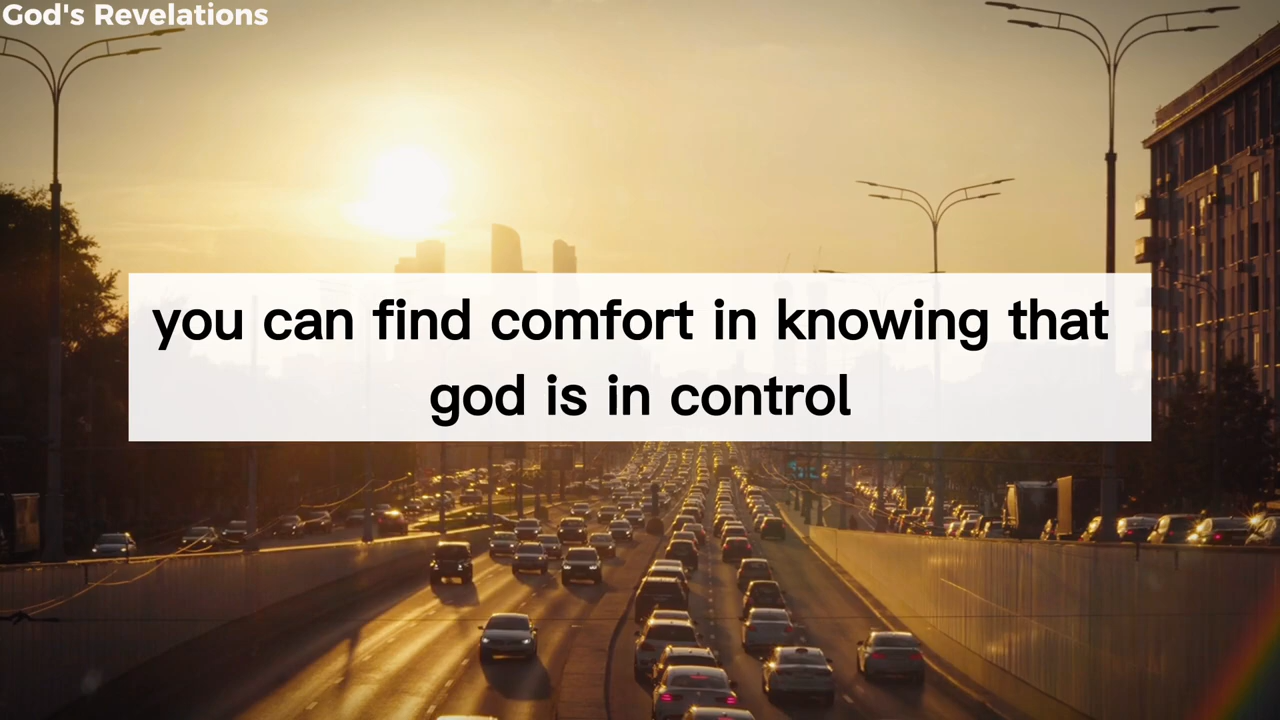 God's Revelations
you can find comfort in knowing that
god is in control